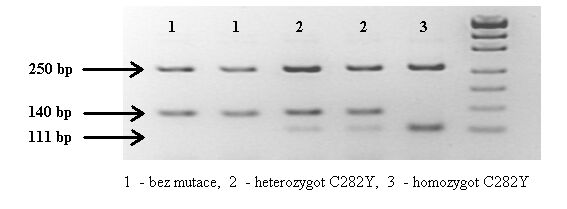 1 1 2 2 3
250 bp
140 bp
111 bp
1 - bez mutace, 2 - heterozygot C282Y, 3 - homozygot C282Y